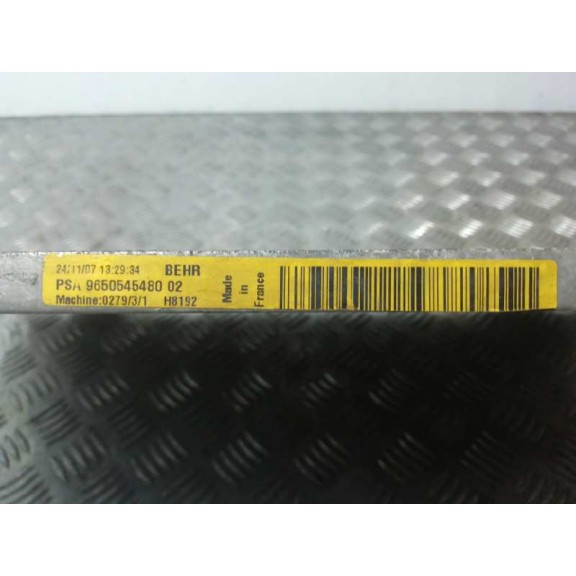 24/11/07 13:29:34 BEHR
PSA 9650545480 02
Machine:0279/3/1 H8192
Made
in
France